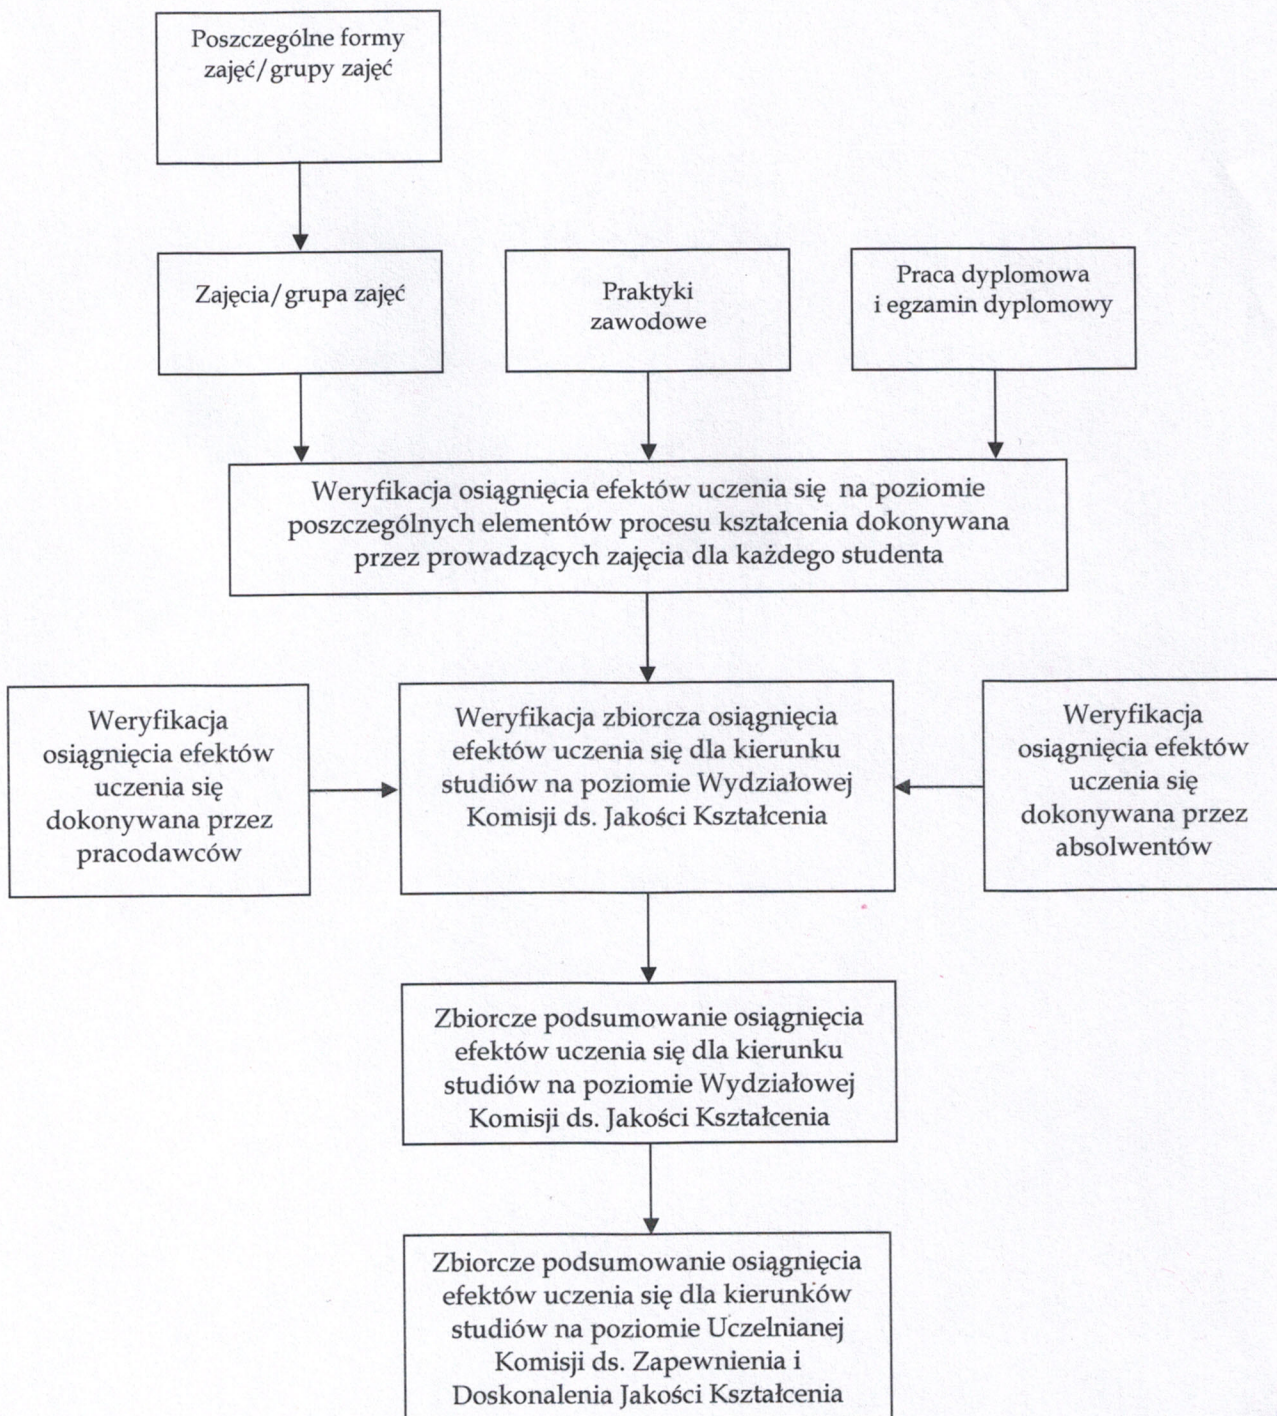 Poszczególne formy
zajęć/grupy zajęć
Zajęcia/grupa zajęć
Praktyki
zawodowe
Praca dyplomowa
i egzamin dyplomowy
Weryfikacja osiągnięcia efektów uczenia się na poziomie
poszczególnych elementów procesu kształcenia dokonywana
przez prowadzących zajęcia dla każdego studenta
Weryfikacja
osiągnięcia efektów
uczenia się
dokonywana przez
pracodawców
Weryfikacja zbiorcza osiągnięcia
efektów uczenia się dla kierunku
studiów na poziomie Wydziałowej
Komisji ds. Jakości Kształcenia
Weryfikacja
osiągnięcia efektów
uczenia się
dokonywana przez
absolwentów
Zbiorcze podsumowanie osiągnięcia
efektów uczenia się dla kierunku
studiów na poziomie Wydziałowej
Komisji ds. Jakości Kształcenia
Zbiorcze podsumowanie osiągnięcia
efektów uczenia się dla kierunków
studiów na poziomie Uczelnianej
Komisji ds. Zapewnienia i
Doskonalenia Jakości Kształcenia